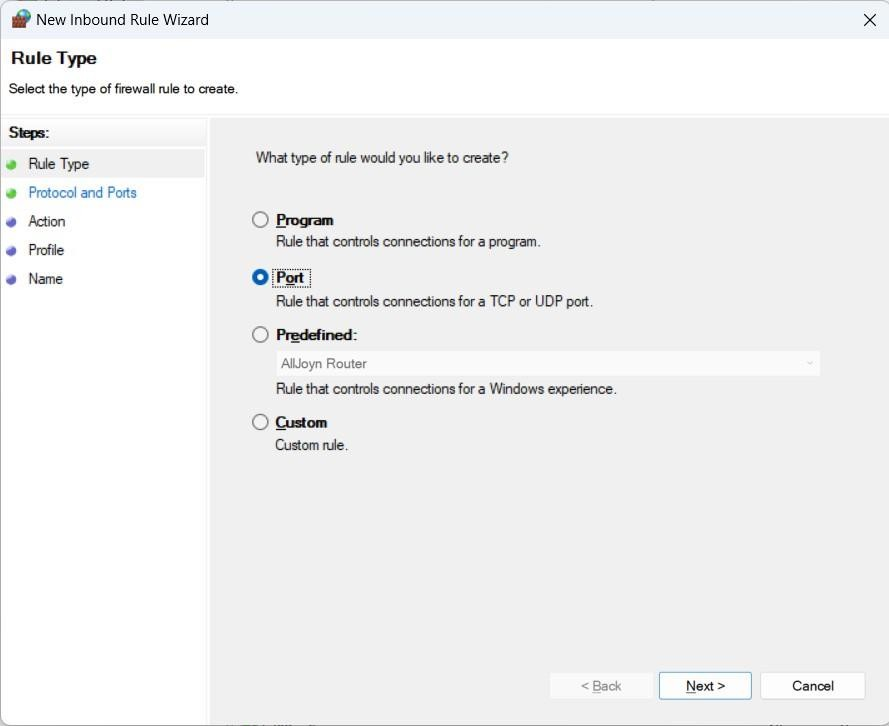 New Inbound Rule Wizard
Rule Type
Select the type of firewall rule to create.
Steps:
Rule Type
Protocol and Ports
Action
Profile
Name
What type of rule would you like to create?
Program
Rule that controls connections for a program.
Port
Rule that controls connections for a TCP or UDP port.
Predefined:
AllJoyn Router
Rule that controls connections for a Windows experience.
Custom
Custom rule.
< Back
Next >
Cancel